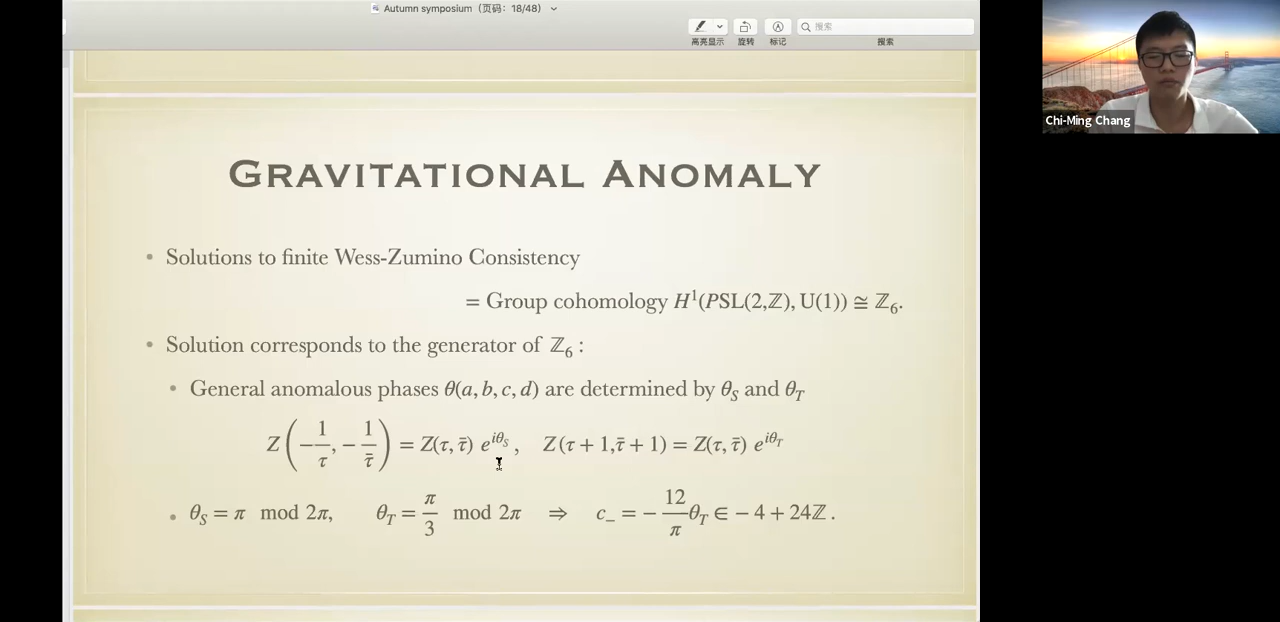 Autumn symposium（页码：18/48）
高亮显示 旋转 标记 搜索
搜索
Chi-Ming Chang
Gravitational Anomaly
• Solutions to finite Wess-Zumino Consistency
= Group cohomology H¹(PSL(2,ℤ), U(1)) ≅ ℤ₆.
• Solution corresponds to the generator of ℤ₆ :
• General anomalous phases θ(a, b, c, d) are determined by θ_S and θ_T
Z(−1/τ, −1/τ̄) = Z(τ, τ̄) e^{iθ_S} , Z(τ + 1,τ̄ + 1) = Z(τ, τ̄) e^{iθ_T}
• θ_S = π mod 2π, θ_T = π/3 mod 2π ⇒ c_− = −12/π θ_T ∈ − 4 + 24ℤ .